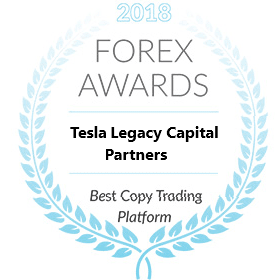 2018
FOREX
AWARDS
Tesla Legacy Capital
Partners
Best Copy Trading
Platform